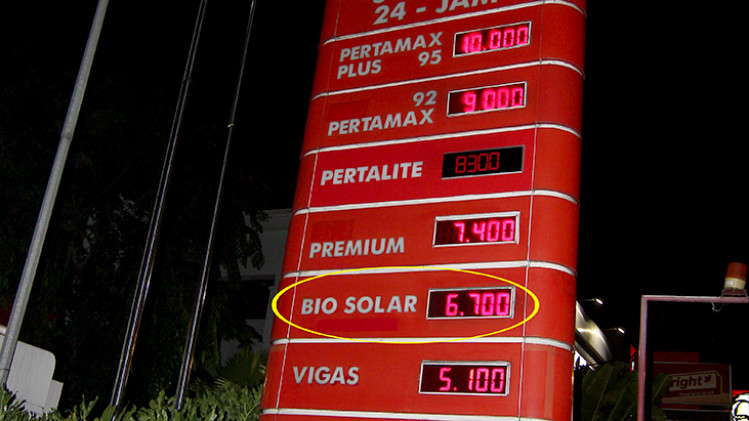 24 - JAM
PERTAMAX
PLUS 95
10.000
92
PERTAMAX
9.000
PERTALITE
8300
PREMIUM
7.400
BIO SOLAR
6.700
VIGAS
5.100
right